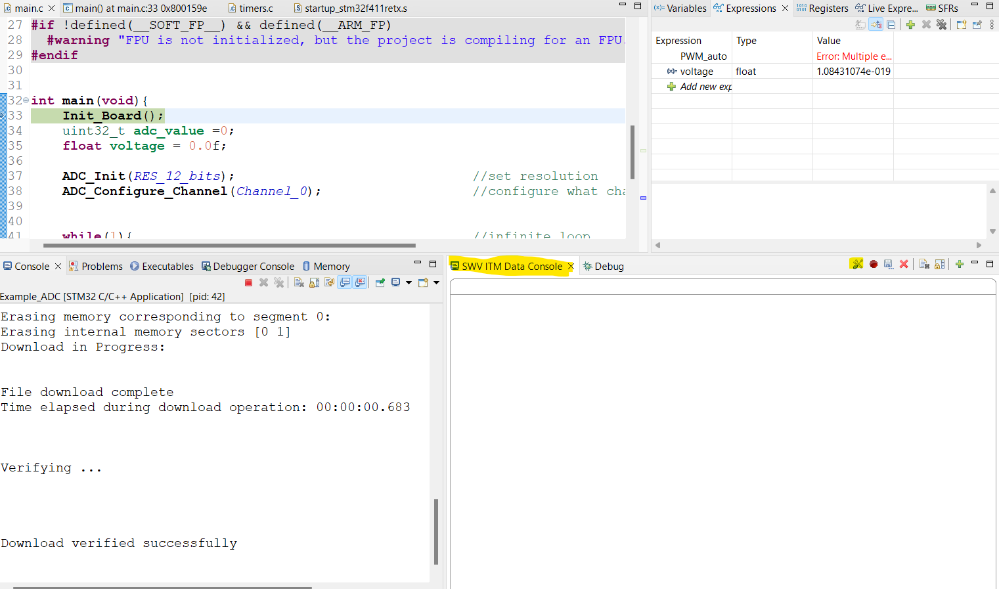 main.c
main() at main.c:33 0x800159e
timers.c
startup_stm32f411retx.s
27 #if !defined(__SOFT_FP__) && defined(__ARM_FP)
28 #warning "FPU is not initialized, but the project is compiling for an FPU.
29 #endif
30
31
32 int main(void){
33 Init_Board();
34 uint32_t adc_value =0;
35 float voltage = 0.0f;
36
37 ADC_Init(RES_12_bits); //set resolution
38 ADC_Configure_Channel(Channel_0); //configure what cha
39
40
41 while(1){ //infinite loop
(x)= Variables
Expressions
1010 0101 Registers
Live Expre...
SFRs
Expression Type Value
PWM_auto Error: Multiple e...
(x)= voltage float 1.08431074e-019
Add new exp
Console
Problems
Executables
Debugger Console
Memory
Example_ADC [STM32 C/C++ Application] [pid: 42]
Erasing memory corresponding to segment 0:
Erasing internal memory sectors [0 1]
Download in Progress:
File download complete
Time elapsed during download operation: 00:00:00.683
Verifying ...
Download verified successfully
SWV ITM Data Console
Debug